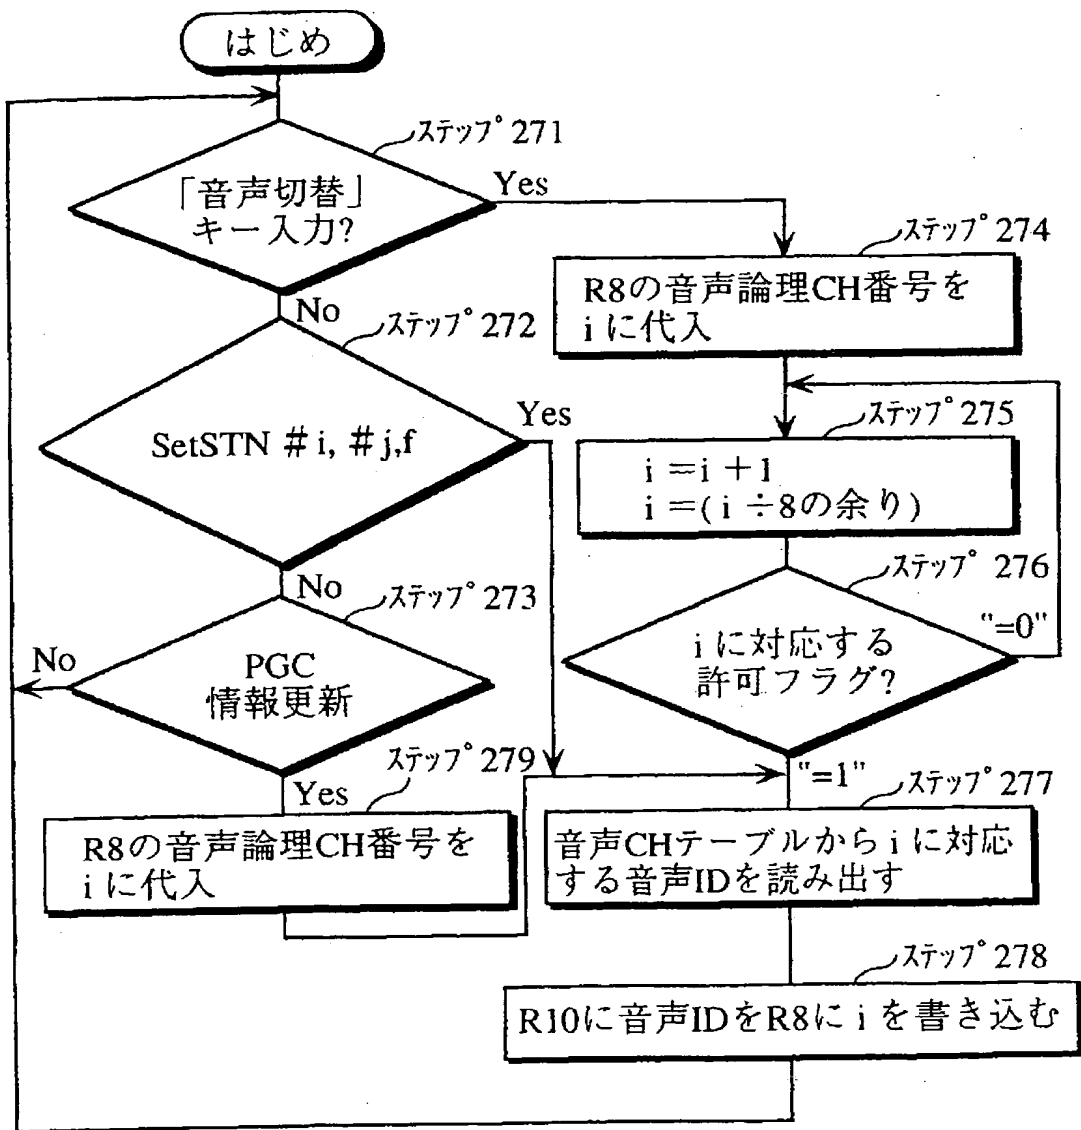 はじめ
ステップ271
「音声切替」
キー入力?
Yes
No
ステップ274
R8の音声論理CH番号を
iに代入
ステップ272
SetSTN #i, #j,f
Yes
No
ステップ275
i=i+1
i=(i÷8の余り)
ステップ273
PGC
情報更新
No
Yes
ステップ276
iに対応する
許可フラグ?
"=0"
"=1"
ステップ279
R8の音声論理CH番号を
iに代入
ステップ277
音声CHテーブルからiに対応
する音声IDを読み出す
ステップ278
R10に音声IDをR8にiを書き込む